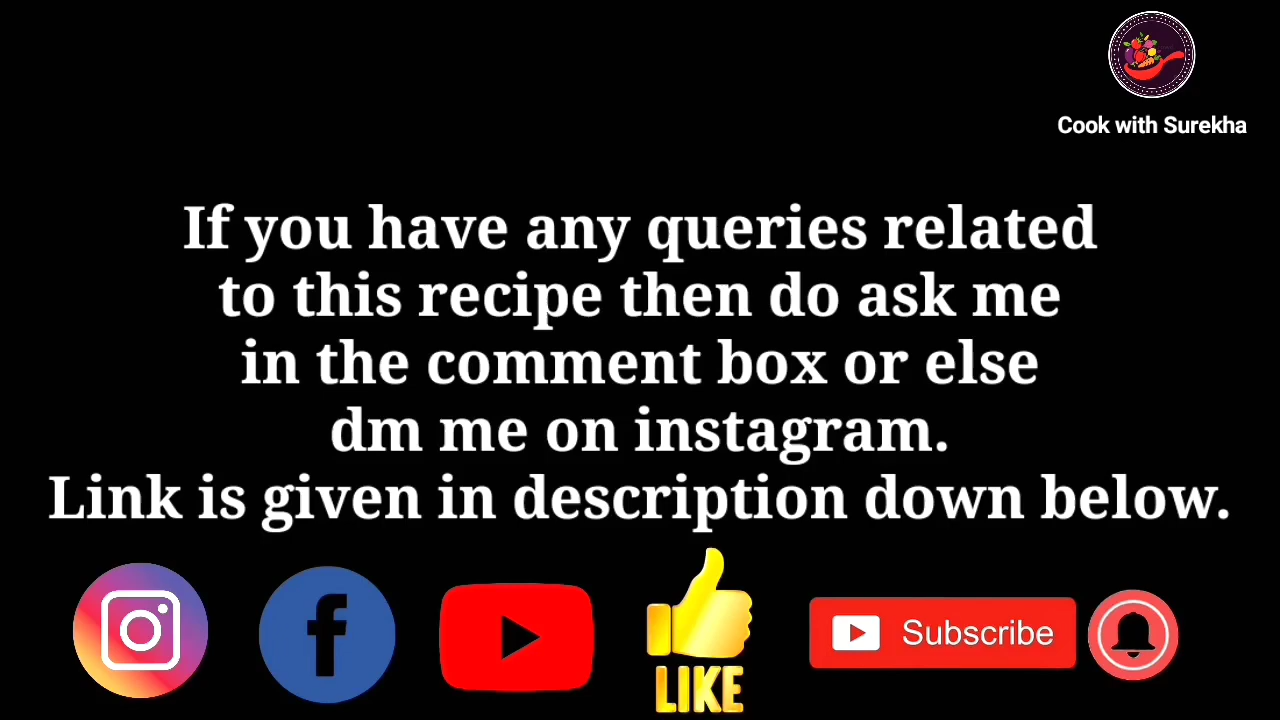 Cook with Surekha
If you have any queries related
to this recipe then do ask me
in the comment box or else
dm me on instagram.
Link is given in description down below.
LIKE
Subscribe